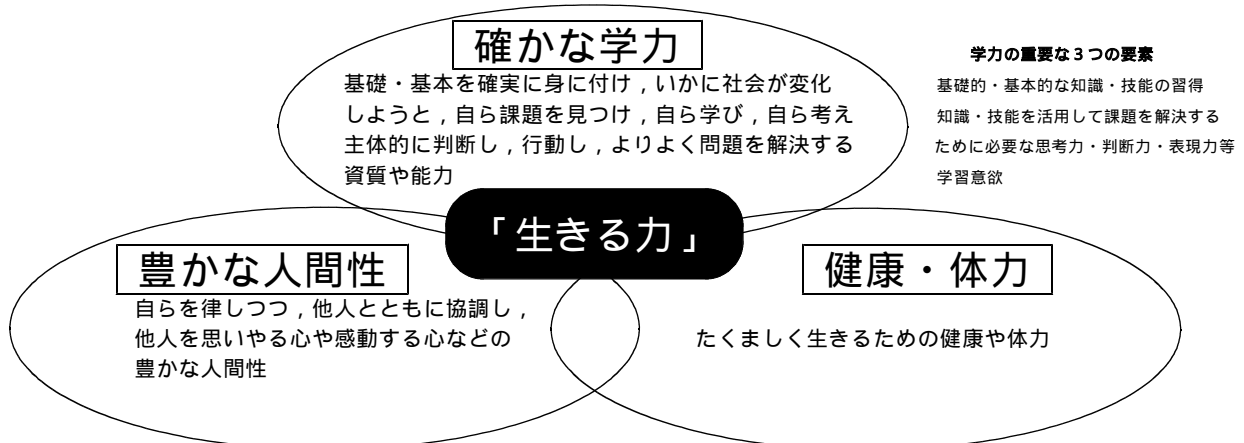 確かな学力
基礎・基本を確実に身に付け，いかに社会が変化
しようと，自ら課題を見つけ，自ら学び，自ら考え
主体的に判断し，行動し，よりよく問題を解決する
資質や能力
学力の重要な３つの要素
基礎的・基本的な知識・技能の習得
知識・技能を活用して課題を解決する
ために必要な思考力・判断力・表現力等
学習意欲
「生きる力」
豊かな人間性
自らを律しつつ，他人とともに協調し，
他人を思いやる心や感動する心などの
豊かな人間性
健康・体力
たくましく生きるための健康や体力